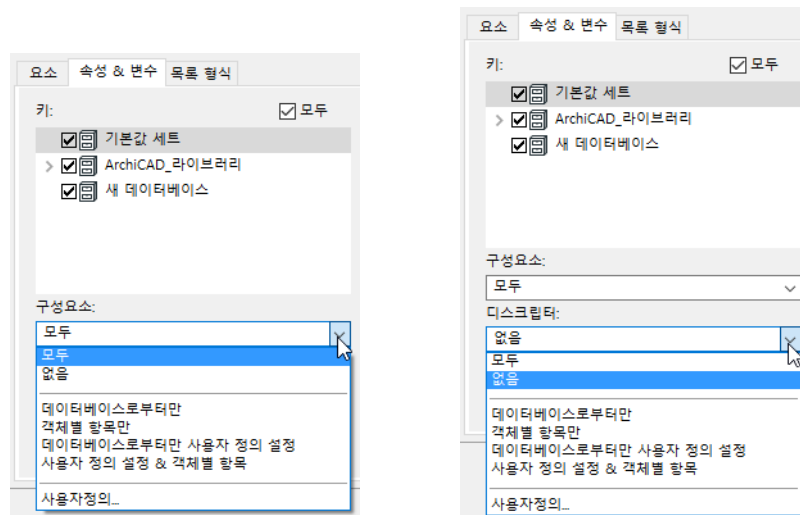 요소 속성 & 변수 목록 형식
키: 모두
기본값 세트
ArchiCAD_라이브러리
새 데이터베이스
구성요소:
모두
모두
없음
데이터베이스로부터만
객체별 항목만
데이터베이스로부터만 사용자 정의 설정
사용자 정의 설정 & 객체별 항목
사용자정의...
요소 속성 & 변수 목록 형식
키: 모두
기본값 세트
ArchiCAD_라이브러리
새 데이터베이스
구성요소:
모두
디스크립터:
없음
모두
없음
데이터베이스로부터만
객체별 항목만
데이터베이스로부터만 사용자 정의 설정
사용자 정의 설정 & 객체별 항목
사용자정의...